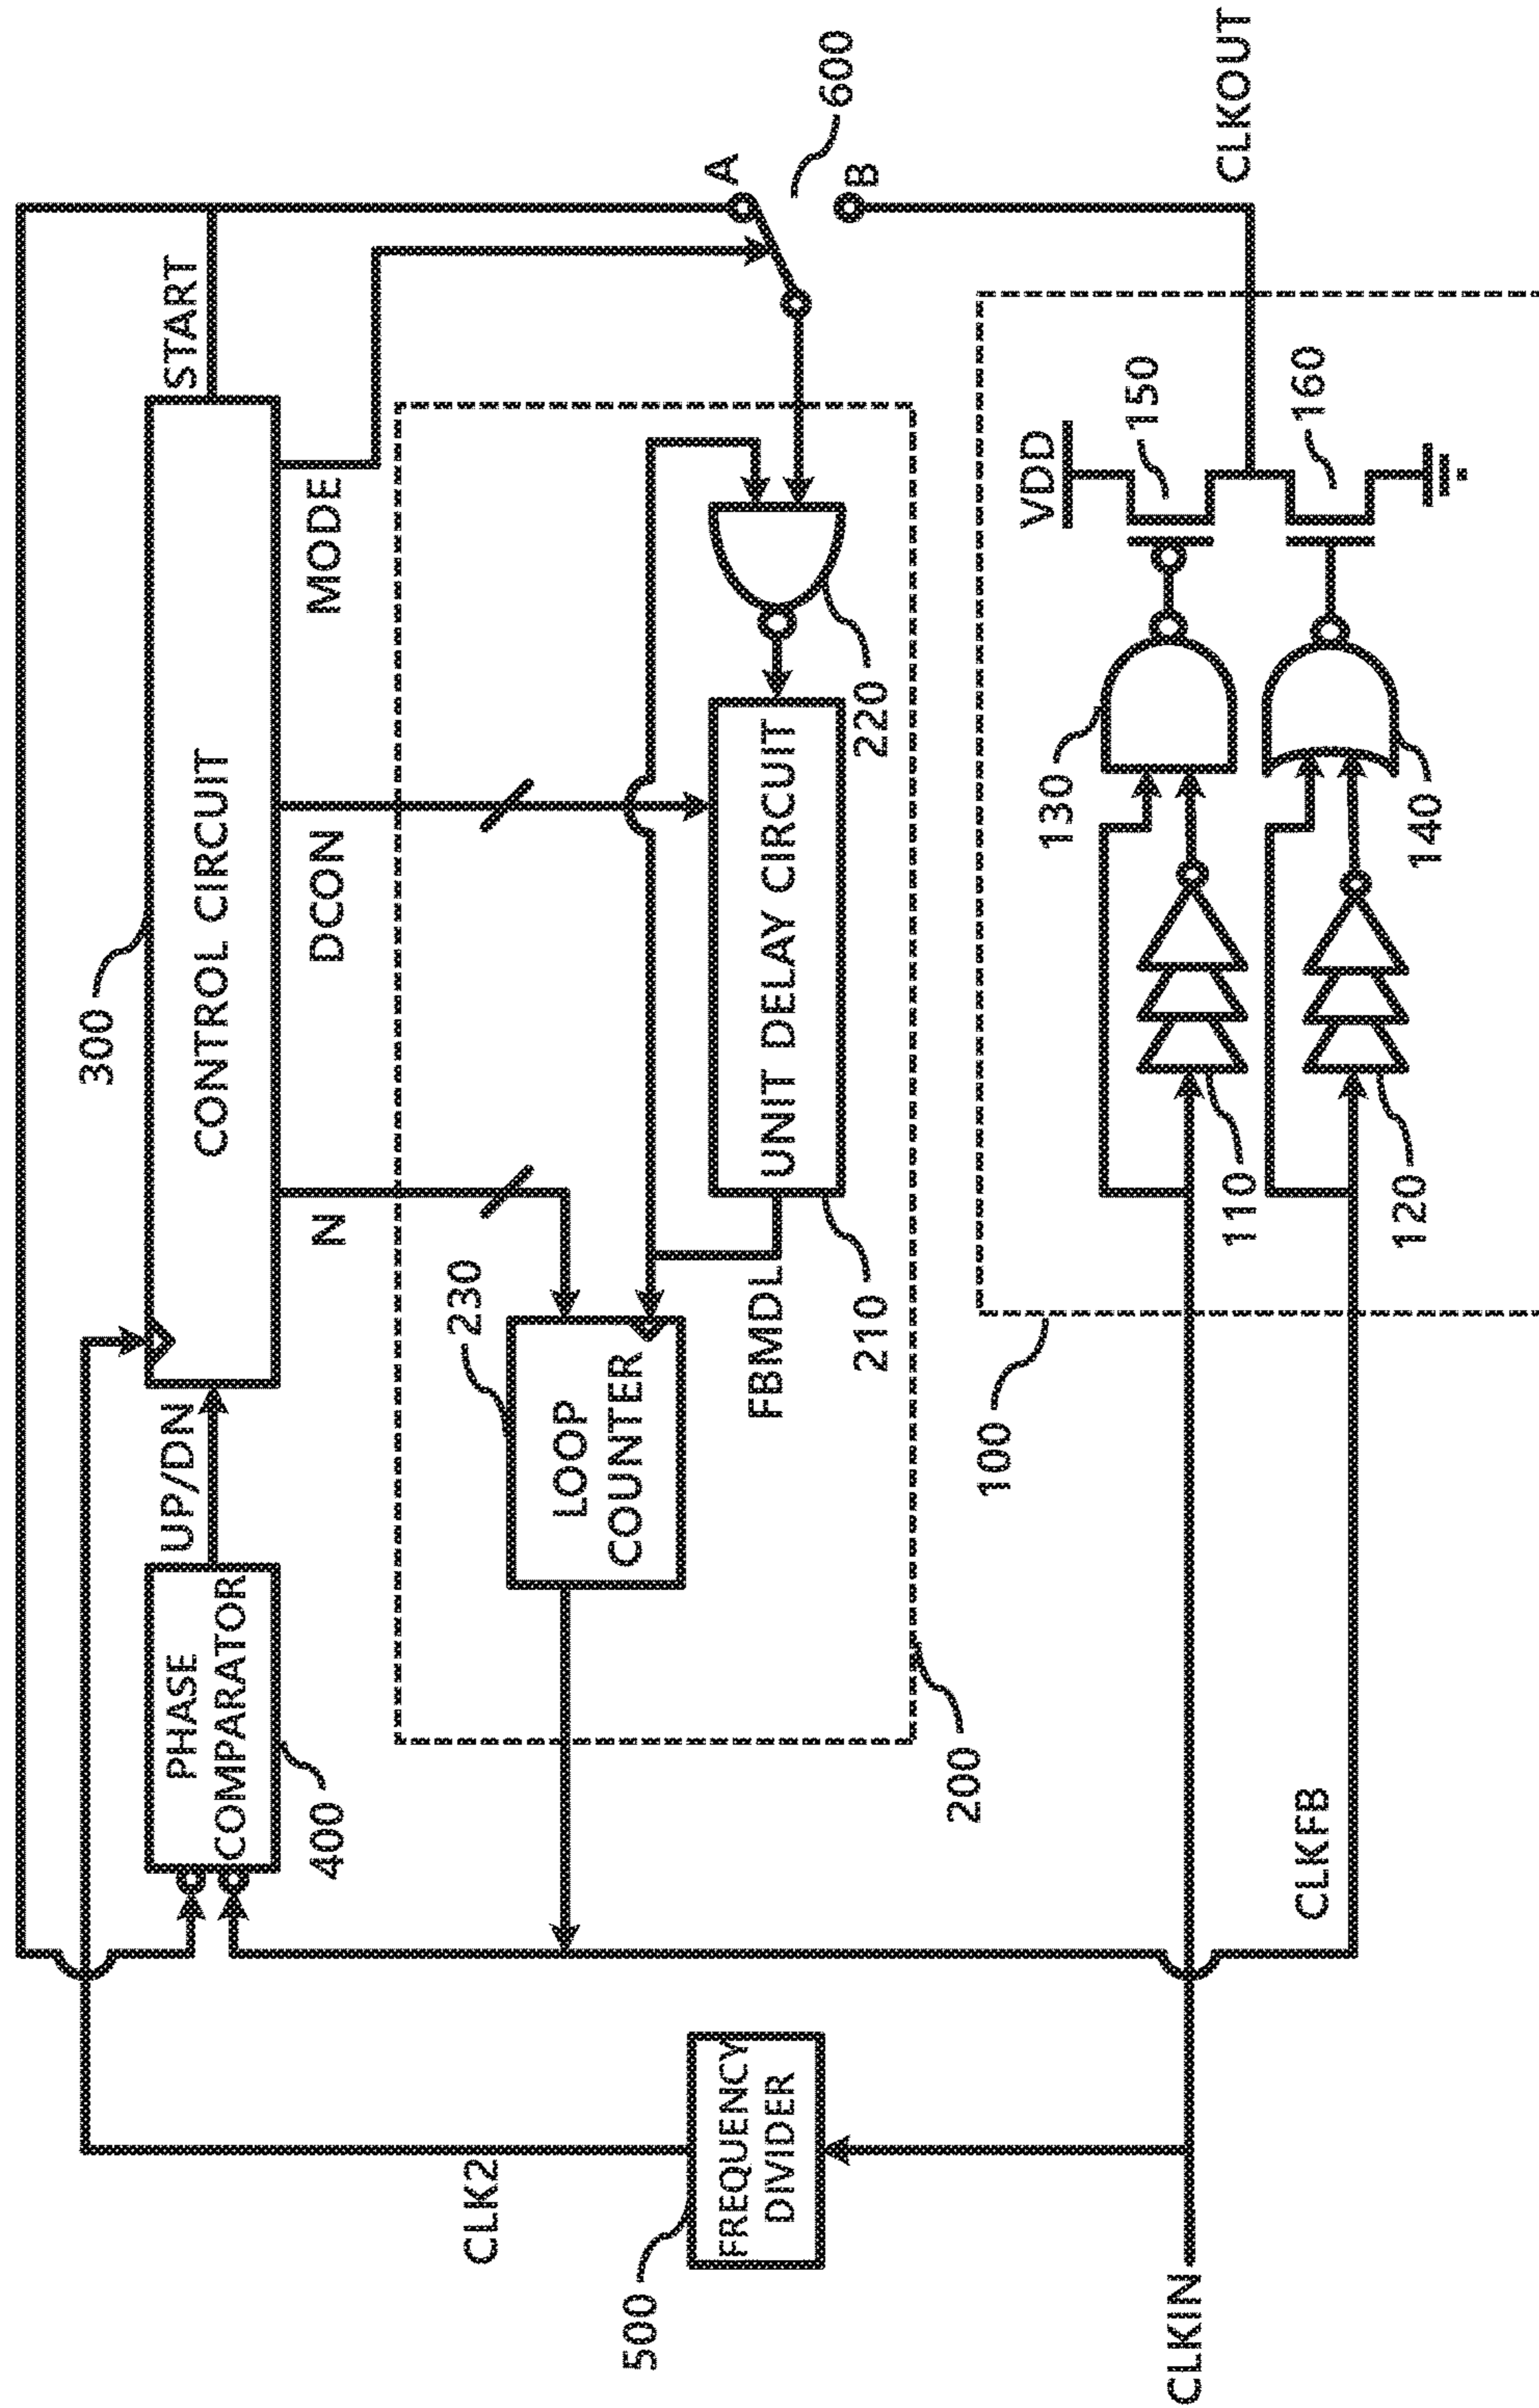 300
CONTROL CIRCUIT
START
MODE
DCON
N
UP/DN
PHASE
COMPARATOR
400
A
600
B
230
LOOP
COUNTER
FBMDL
UNIT DELAY CIRCUIT
210
220
200
CLK2
500
FREQUENCY
DIVIDER
CLKOUT
100
VDD
150
130
160
110
140
120
CLKFB
CLKIN